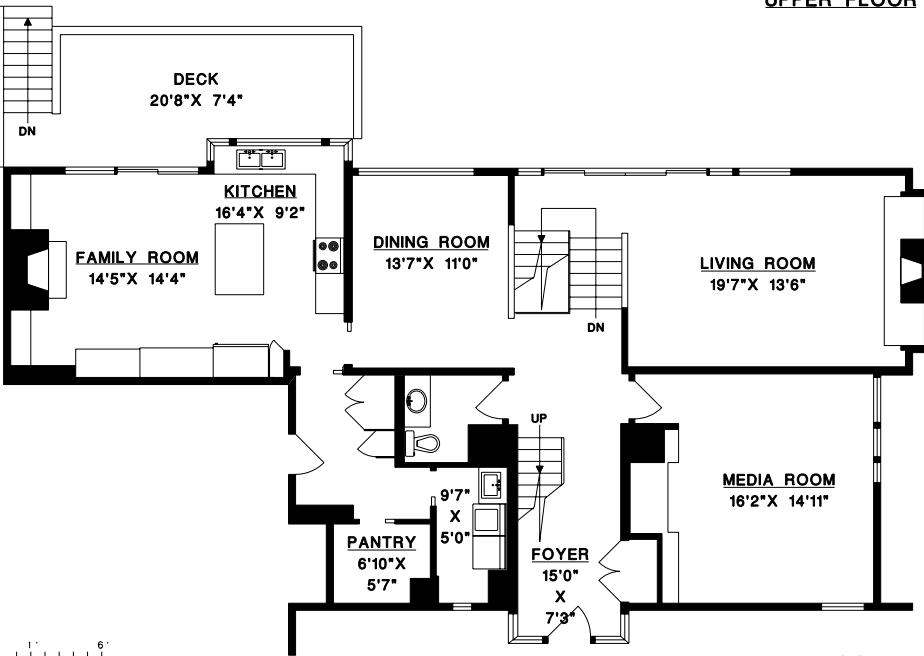 UPPER FLOOR
DECK
20'8"X 7'4"
DN
KITCHEN
16'4"X 9'2"
FAMILY ROOM
14'5"X 14'4"
DINING ROOM
13'7"X 11'0"
LIVING ROOM
19'7"X 13'6"
DN
UP
MEDIA ROOM
16'2"X 14'11"
9'7"
X
5'0"
PANTRY
6'10"X
5'7"
FOYER
15'0"
X
7'3"
1' 6'